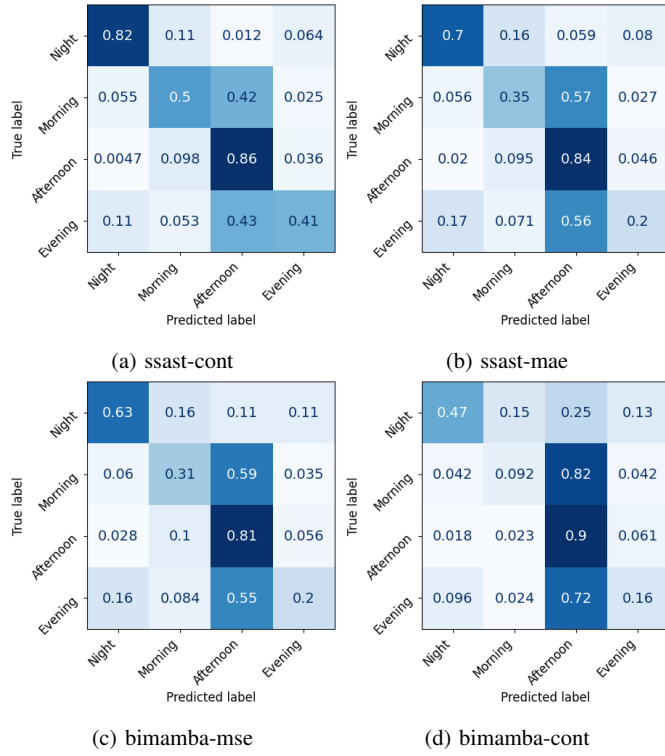 Night 0.82 0.11 0.012 0.064
Morning 0.055 0.5 0.42 0.025
Afternoon 0.0047 0.098 0.86 0.036
Evening 0.11 0.053 0.43 0.41
True label
Night Morning Afternoon Evening
Predicted label
(a) ssast-cont
Night 0.7 0.16 0.059 0.08
Morning 0.056 0.35 0.57 0.027
Afternoon 0.02 0.095 0.84 0.046
Evening 0.17 0.071 0.56 0.2
True label
Night Morning Afternoon Evening
Predicted label
(b) ssast-mae
Night 0.63 0.16 0.11 0.11
Morning 0.06 0.31 0.59 0.035
Afternoon 0.028 0.1 0.81 0.056
Evening 0.16 0.084 0.55 0.2
True label
Night Morning Afternoon Evening
Predicted label
(c) bimamba-mse
Night 0.47 0.15 0.25 0.13
Morning 0.042 0.092 0.82 0.042
Afternoon 0.018 0.023 0.9 0.061
Evening 0.096 0.024 0.72 0.16
True label
Night Morning Afternoon Evening
Predicted label
(d) bimamba-cont